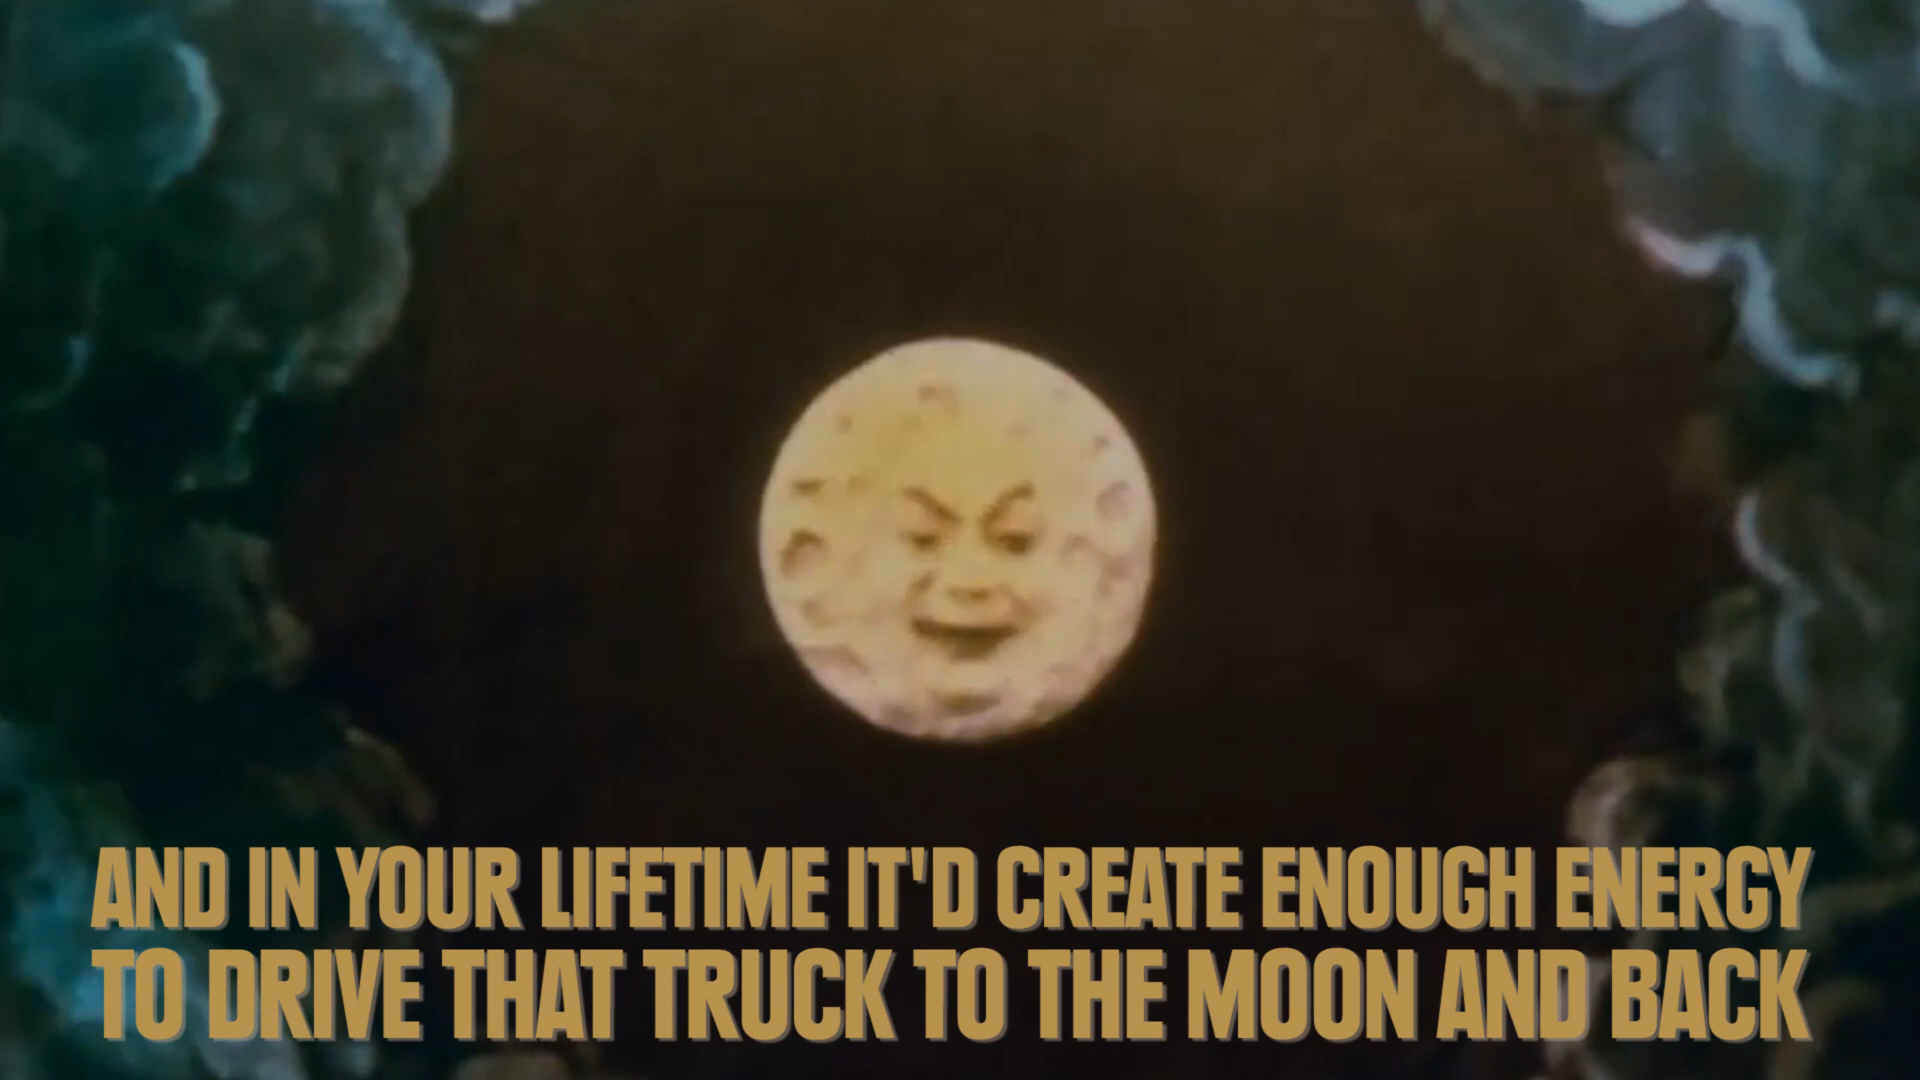 AND IN YOUR LIFETIME IT'D CREATE ENOUGH ENERGY
TO DRIVE THAT TRUCK TO THE MOON AND BACK